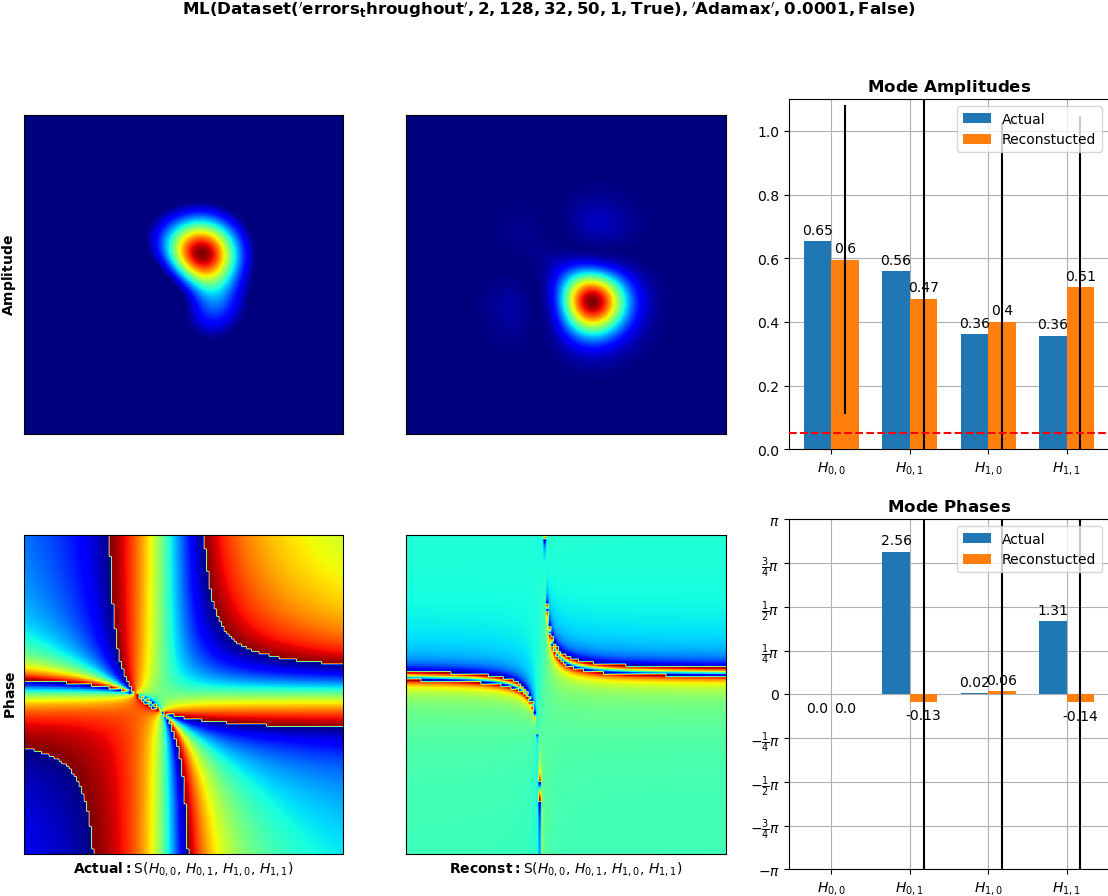 ML(Dataset('errors_throughout', 2, 128, 32, 50, 1, True), 'Adamax', 0.0001, False)
Amplitude
Mode Amplitudes
Actual
Reconstucted
1.0
0.8
0.6
0.4
0.2
0.0
0.65
0.6
0.56
0.47
0.36
0.4
0.36
0.51
H0,0
H0,1
H1,0
H1,1
Phase
Actual: S(H0,0, H0,1, H1,0, H1,1)
Reconst: S(H0,0, H0,1, H1,0, H1,1)
Mode Phases
Actual
Reconstucted
π
3/4π
1/2π
1/4π
0
−1/4π
−1/2π
−3/4π
−π
0.0
0.0
2.56
-0.13
0.02
0.06
1.31
-0.14
H0,0
H0,1
H1,0
H1,1